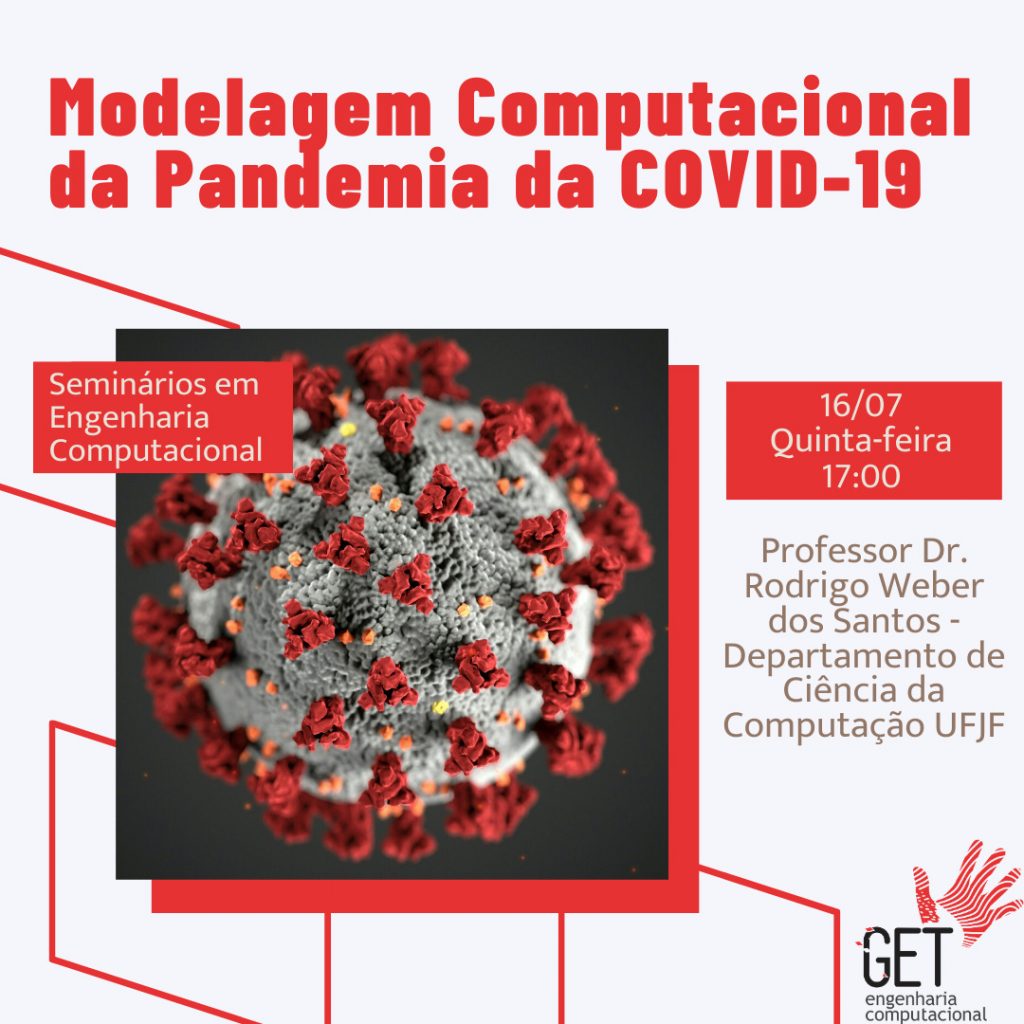 Modelagem Computacional
da Pandemia da COVID-19
Seminários em
Engenharia
Computacional
16/07
Quinta-feira
17:00
Professor Dr.
Rodrigo Weber
dos Santos -
Departamento de
Ciência da
Computação UFJF
GET
engenharia
computacional